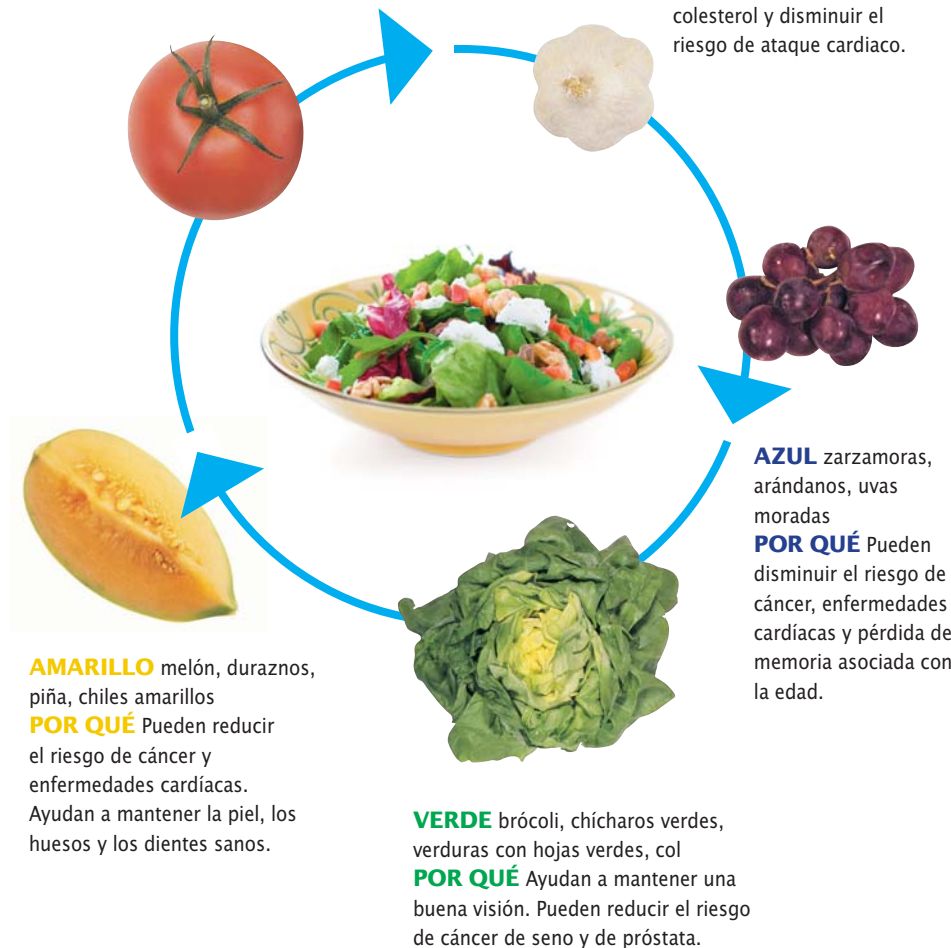 colesterol y disminuir el
riesgo de ataque cardiaco.
AZUL zarzamoras,
arándanos, uvas
moradas
POR QUÉ Pueden
disminuir el riesgo de
cáncer, enfermedades
cardíacas y pérdida de
memoria asociada con
la edad.
AMARILLO melón, duraznos,
piña, chiles amarillos
POR QUÉ Pueden reducir
el riesgo de cáncer y
enfermedades cardíacas.
Ayudan a mantener la piel, los
huesos y los dientes sanos.
VERDE brócoli, chícharos verdes,
verduras con hojas verdes, col
POR QUÉ Ayudan a mantener una
buena visión. Pueden reducir el riesgo
de cáncer de seno y de próstata.